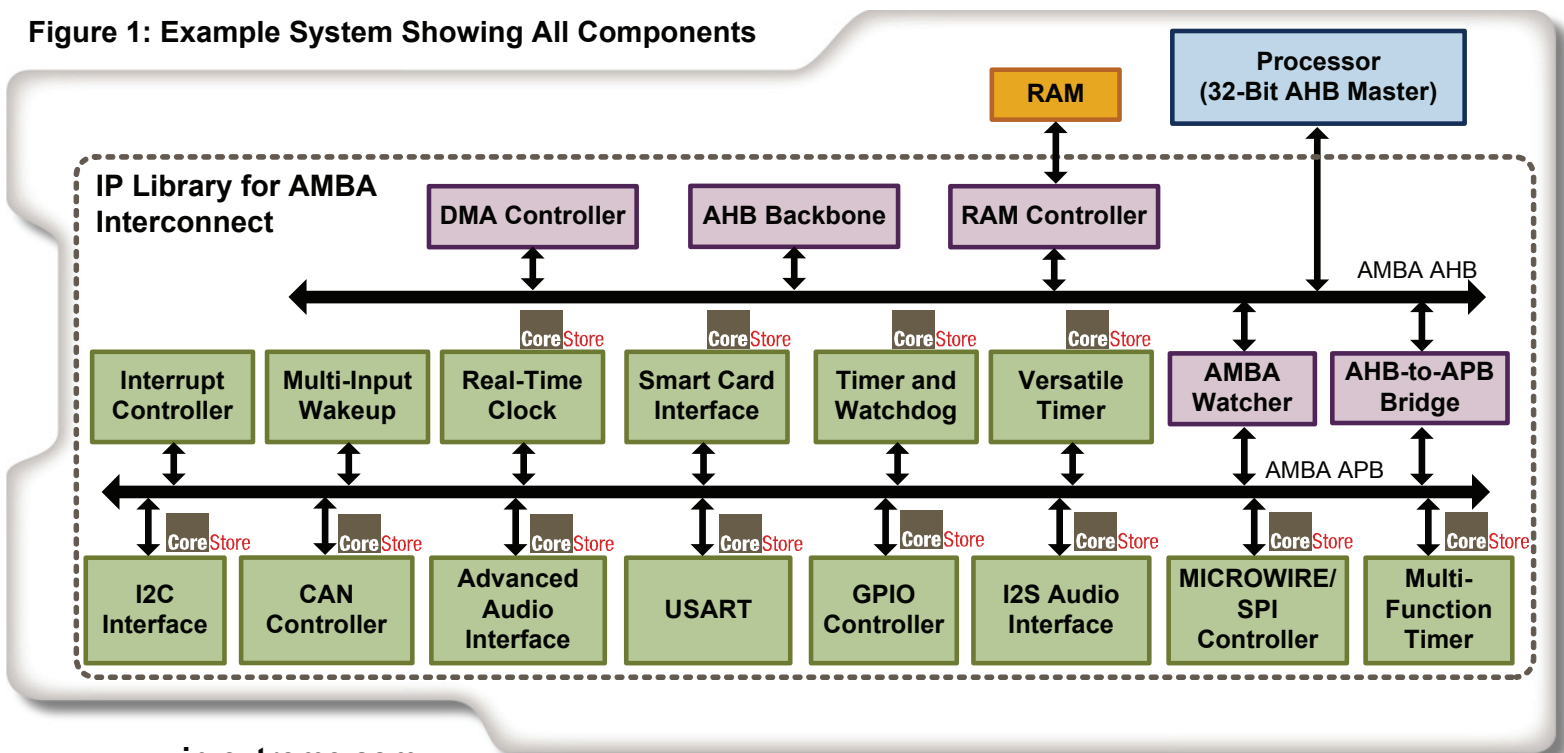 Figure 1: Example System Showing All Components
Processor
(32-Bit AHB Master)
RAM
IP Library for AMBA
Interconnect
DMA Controller
AHB Backbone
RAM Controller
AMBA AHB
CoreStore
CoreStore
CoreStore
CoreStore
Interrupt
Controller
Multi-Input
Wakeup
Real-Time
Clock
Smart Card
Interface
Timer and
Watchdog
Versatile
Timer
AMBA
Watcher
AHB-to-APB
Bridge
AMBA APB
CoreStore
CoreStore
CoreStore
CoreStore
CoreStore
CoreStore
CoreStore
CoreStore
I2C
Interface
CAN
Controller
Advanced
Audio
Interface
USART
GPIO
Controller
I2S Audio
Interface
MICROWIRE/
SPI
Controller
Multi-
Function
Timer